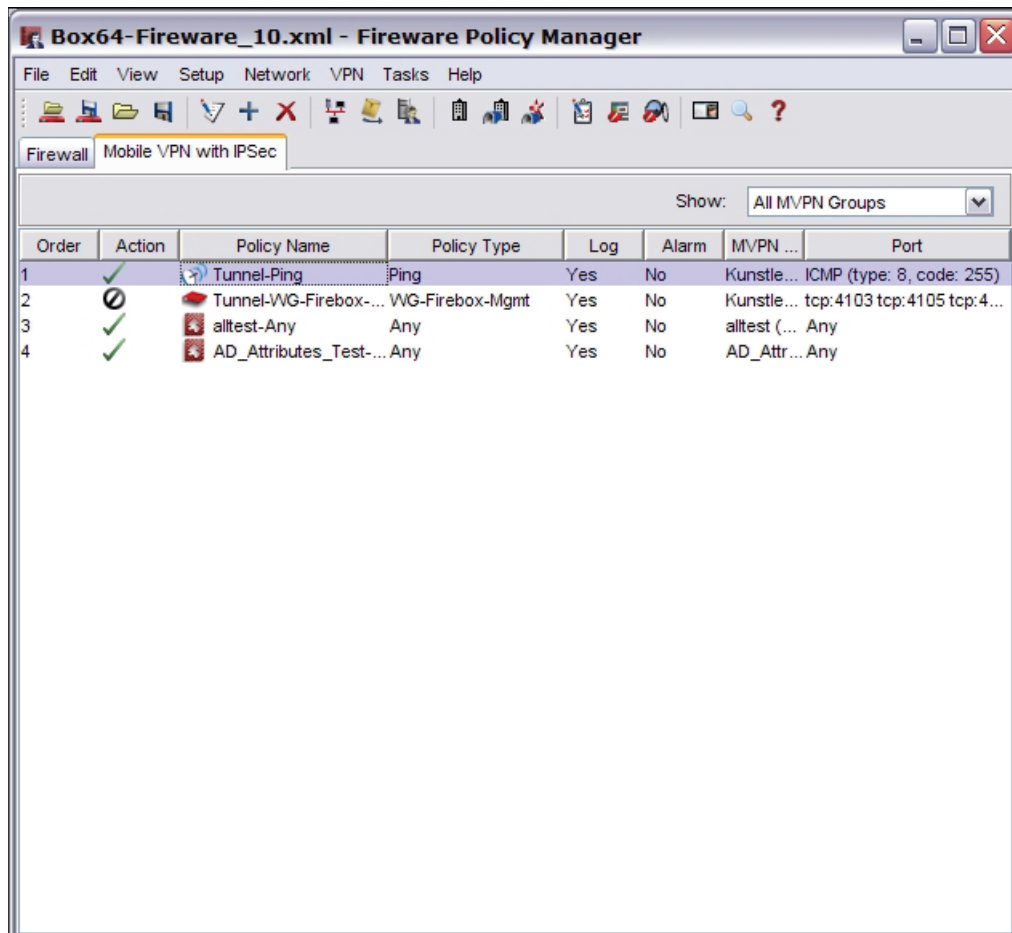 Box64-Fireware_10.xml - Fireware Policy Manager
File Edit View Setup Network VPN Tasks Help
Firewall Mobile VPN with IPSec
Show: All MVPN Groups
Order Action Policy Name Policy Type Log Alarm MVPN ... Port
1 Tunnel-Ping Ping Yes No Kunstle... ICMP (type: 8, code: 255)
2 Tunnel-WG-Firebox-... WG-Firebox-Mgmt Yes No Kunstle... tcp:4103 tcp:4105 tcp:4...
3 alltest-Any Any Yes No alltest (... Any
4 AD_Attributes_Test-... Any Yes No AD_Attr... Any